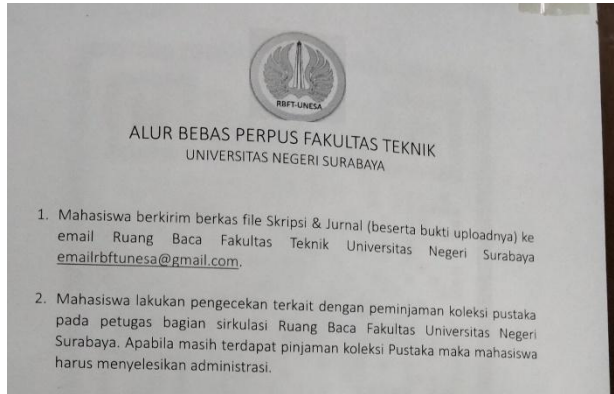 RBFT-UNESA
ALUR BEBAS PERPUS FAKULTAS TEKNIK
UNIVERSITAS NEGERI SURABAYA
1. Mahasiswa berkirim berkas file Skripsi & Jurnal (beserta bukti uploadnya) ke
email Ruang Baca Fakultas Teknik Universitas Negeri Surabaya
emailrbftunesa@gmail.com.
2. Mahasiswa lakukan pengecekan terkait dengan peminjaman koleksi pustaka
pada petugas bagian sirkulasi Ruang Baca Fakultas Universitas Negeri
Surabaya. Apabila masih terdapat pinjaman koleksi Pustaka maka mahasiswa
harus menyelesikan administrasi.